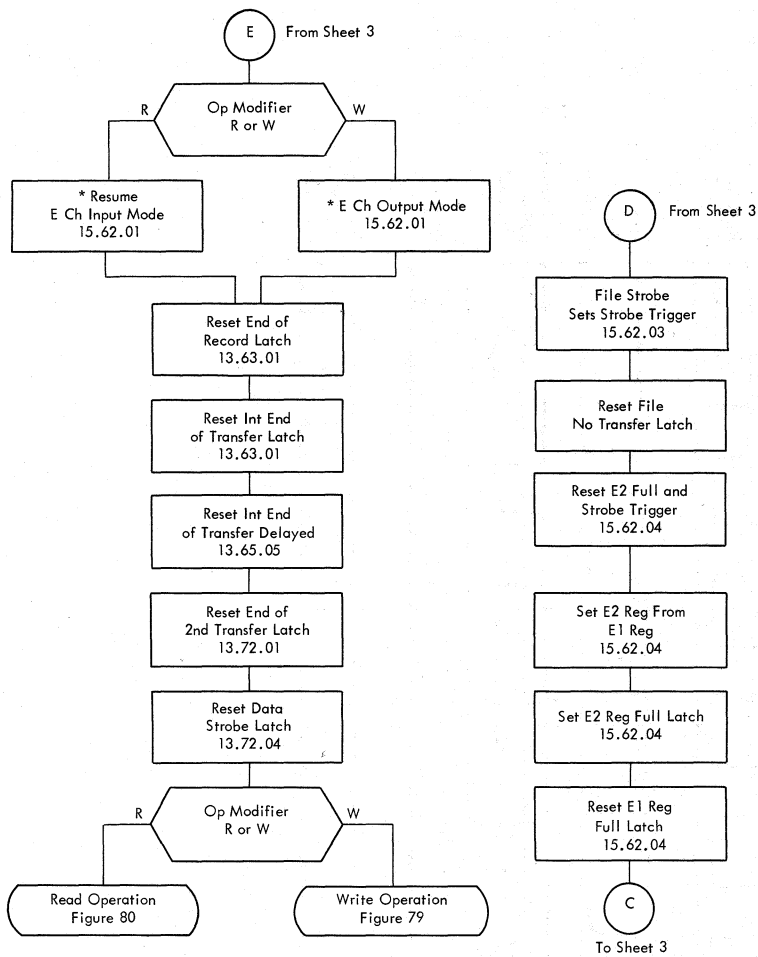 E From Sheet 3
Op Modifier
R or W
R
W
* Resume
E Ch Input Mode
15.62.01
* E Ch Output Mode
15.62.01
Reset End of
Record Latch
13.63.01
Reset Int End
of Transfer Latch
13.63.01
Reset Int End
of Transfer Delayed
13.65.05
Reset End of
2nd Transfer Latch
13.72.01
Reset Data
Strobe Latch
13.72.04
Op Modifier
R or W
R
W
Read Operation
Figure 80
Write Operation
Figure 79
D From Sheet 3
File Strobe
Sets Strobe Trigger
15.62.03
Reset File
No Transfer Latch
Reset E2 Full and
Strobe Trigger
15.62.04
Set E2 Reg From
E1 Reg
15.62.04
Set E2 Reg Full Latch
15.62.04
Reset E1 Reg
Full Latch
15.62.04
C
To Sheet 3